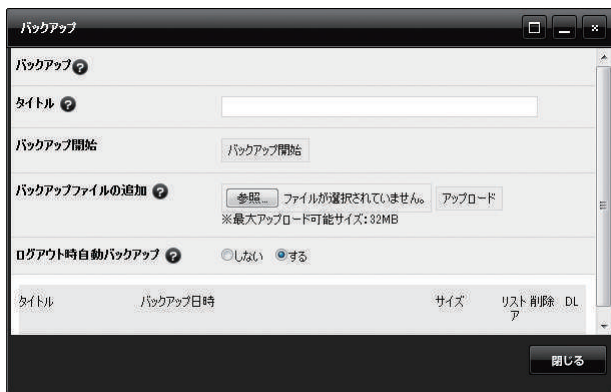 バックアップ
バックアップ ?
タイトル ?
バックアップ開始 バックアップ開始
バックアップファイルの追加 ? 参照... ファイルが選択されていません。 アップロード
※最大アップロード可能サイズ:32MB
ログアウト時自動バックアップ ? しない する
タイトル バックアップ日時 サイズ リストア 削除 DL
閉じる